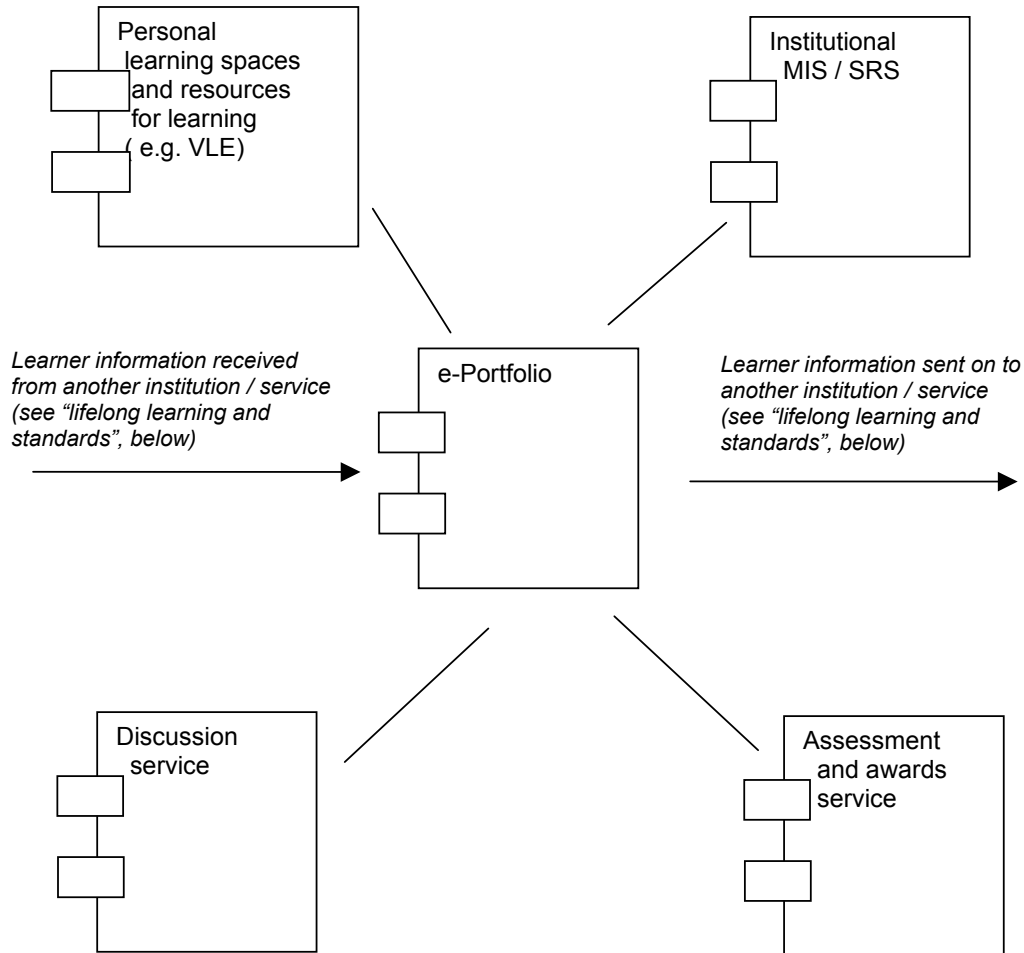 Personal
learning spaces
and resources
for learning
( e.g. VLE)
Institutional
MIS / SRS
Learner information received
from another institution / service
(see “lifelong learning and
standards”, below)
e-Portfolio
Learner information sent on to
another institution / service
(see “lifelong learning and
standards”, below)
Discussion
service
Assessment
and awards
service